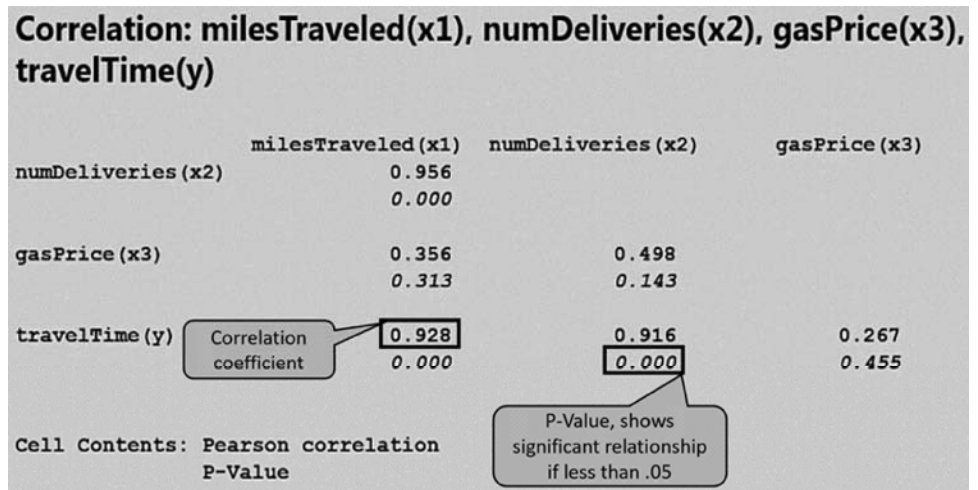 Correlation: milesTraveled(x1), numDeliveries(x2), gasPrice(x3),
travelTime(y)
milesTraveled(x1) numDeliveries(x2) gasPrice(x3)
numDeliveries(x2) 0.956
0.000
gasPrice(x3) 0.356 0.498
0.313 0.143
travelTime(y) Correlation coefficient 0.928 0.916 0.267
0.000 0.000 0.455
P-Value, shows
significant relationship
if less than .05
Cell Contents: Pearson correlation
P-Value